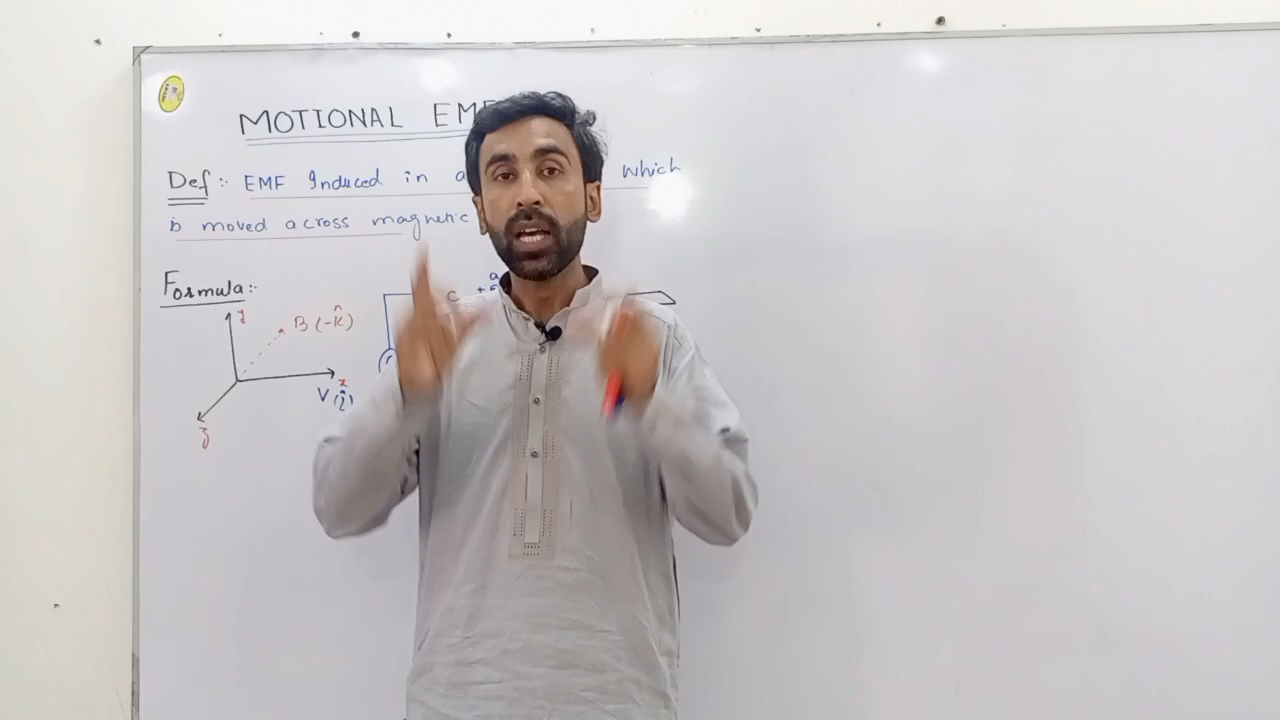 MOTIONAL EMF
Def:- EMF Induced in a which
is moved across magnetic
Formula:-
y
B (-k̂)
x
V (î)
z
a
+
C